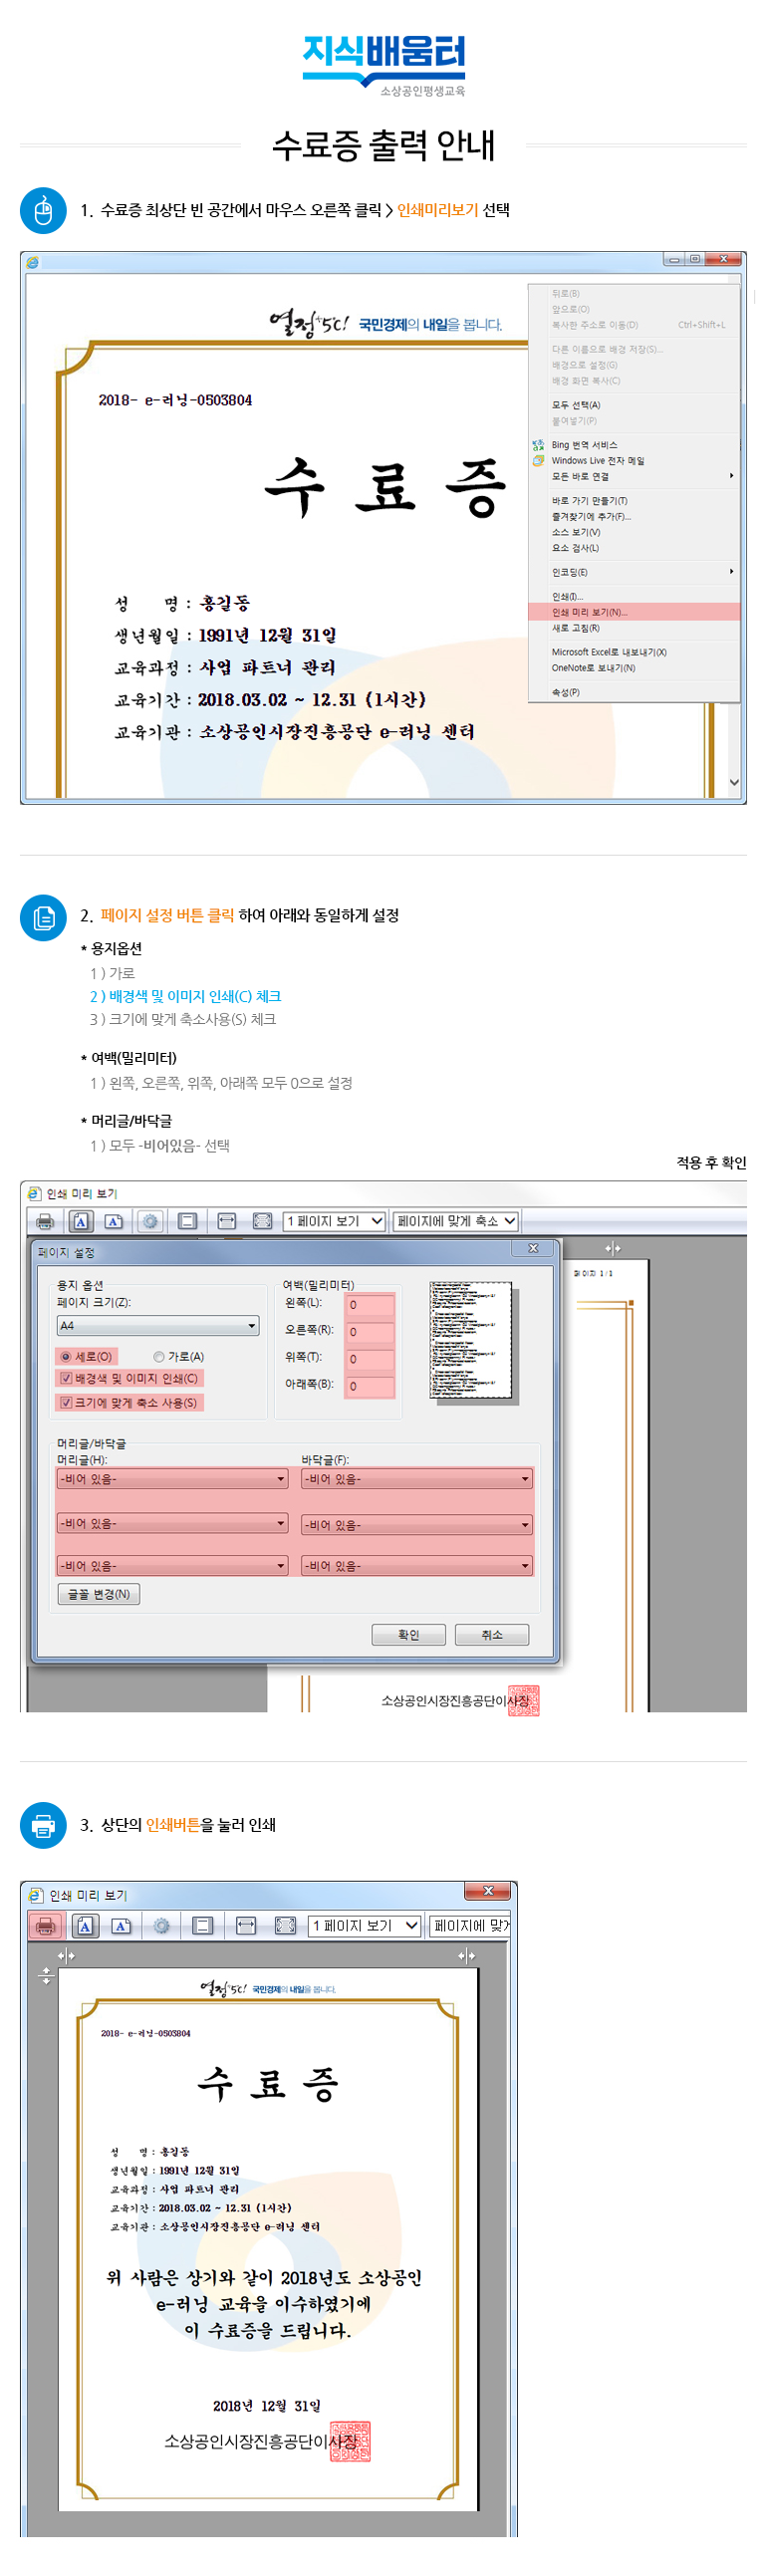 지식배움터
소상공인평생교육
수료증 출력 안내
1. 수료증 최상단 빈 공간에서 마우스 오른쪽 클릭 > 인쇄미리보기 선택
열정+5℃! 국민경제의 내일을 봅니다.
2018- e-러닝-0503804
수 료 증
성 명 : 홍길동
생년월일 : 1991년 12월 31일
교육과정 : 사업 파트너 관리
교육기간 : 2018.03.02 ~ 12.31 (1시간)
교육기관 : 소상공인시장진흥공단 e-러닝 센터
뒤로(B)
앞으로(O)
복사한 주소로 이동(D) Ctrl+Shift+L
다른 이름으로 배경 저장(S)...
배경으로 설정(G)
배경 화면 복사(C)
모두 선택(A)
붙여넣기(P)
Bing 번역 서비스
Windows Live 전자 메일
모든 바로 연결
바로 가기 만들기(T)
즐겨찾기에 추가(F)...
소스 보기(V)
요소 검사(L)
인코딩(E)
인쇄(I)...
인쇄 미리 보기(N)...
새로 고침(R)
Microsoft Excel로 내보내기(X)
OneNote로 보내기(N)
속성(P)
2. 페이지 설정 버튼 클릭 하여 아래와 동일하게 설정
* 용지옵션
1 ) 가로
2 ) 배경색 및 이미지 인쇄(C) 체크
3 ) 크기에 맞게 축소사용(S) 체크
* 여백(밀리미터)
1 ) 왼쪽, 오른쪽, 위쪽, 아래쪽 모두 0으로 설정
* 머리글/바닥글
1 ) 모두 -비어있음- 선택
적용 후 확인
인쇄 미리 보기
1 페이지 보기 페이지에 맞게 축소
페이지 설정
페이지 1 / 1
용지 옵션
페이지 크기(Z):
A4
세로(O) 가로(A)
배경색 및 이미지 인쇄(C)
크기에 맞게 축소 사용(S)
여백(밀리미터)
왼쪽(L): 0
오른쪽(R): 0
위쪽(T): 0
아래쪽(B): 0
머리글/바닥글
머리글(H): 바닥글(F):
-비어 있음- -비어 있음-
-비어 있음- -비어 있음-
-비어 있음- -비어 있음-
글꼴 변경(N)
확인 취소
소상공인시장진흥공단이사장
3. 상단의 인쇄버튼을 눌러 인쇄
인쇄 미리 보기
1 페이지 보기 페이지에 맞게
열정+5℃! 국민경제의 내일을 봅니다.
2018- e-러닝-0503804
수 료 증
성 명 : 홍길동
생년월일 : 1991년 12월 31일
교육과정 : 사업 파트너 관리
교육기간 : 2018.03.02 ~ 12.31 (1시간)
교육기관 : 소상공인시장진흥공단 e-러닝 센터
위 사람은 상기와 같이 2018년도 소상공인
e-러닝 교육을 이수하였기에
이 수료증을 드립니다.
2018년 12월 31일
소상공인시장진흥공단이사장